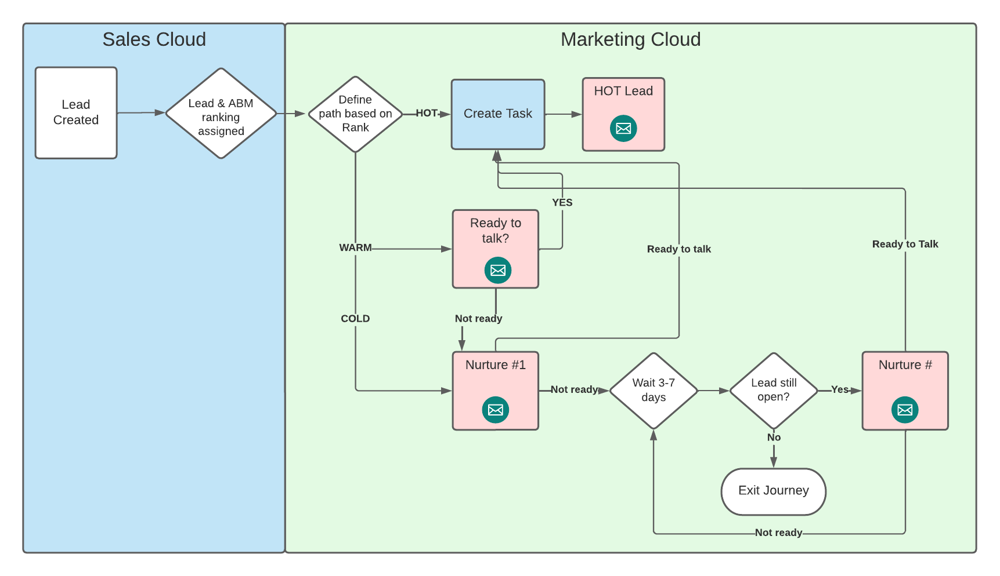 Sales Cloud
Marketing Cloud
Lead
Created
Lead & ABM
ranking
assigned
Define
path based on
Rank
HOT
Create Task
HOT Lead
YES
Ready to
talk?
WARM
Ready to talk
Ready to Talk
COLD
Not ready
Nurture #1
Not ready
Wait 3-7
days
Lead still
open?
Yes
Nurture #
No
Exit Journey
Not ready